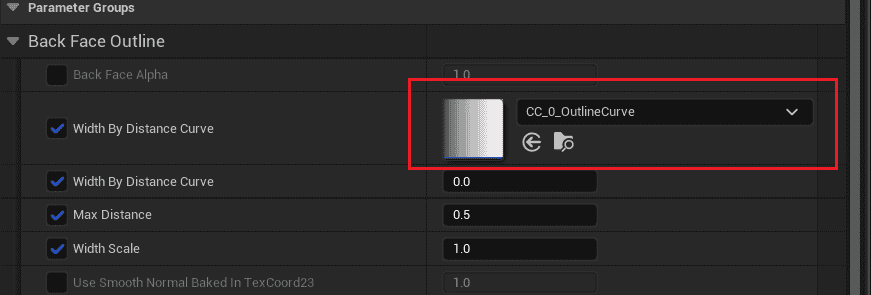 Parameter Groups
Back Face Outline
Back Face Alpha 1.0
Width By Distance Curve CC_0_OutlineCurve
Width By Distance Curve 0.0
Max Distance 0.5
Width Scale 1.0
Use Smooth Normal Baked In TexCoord23 1.0